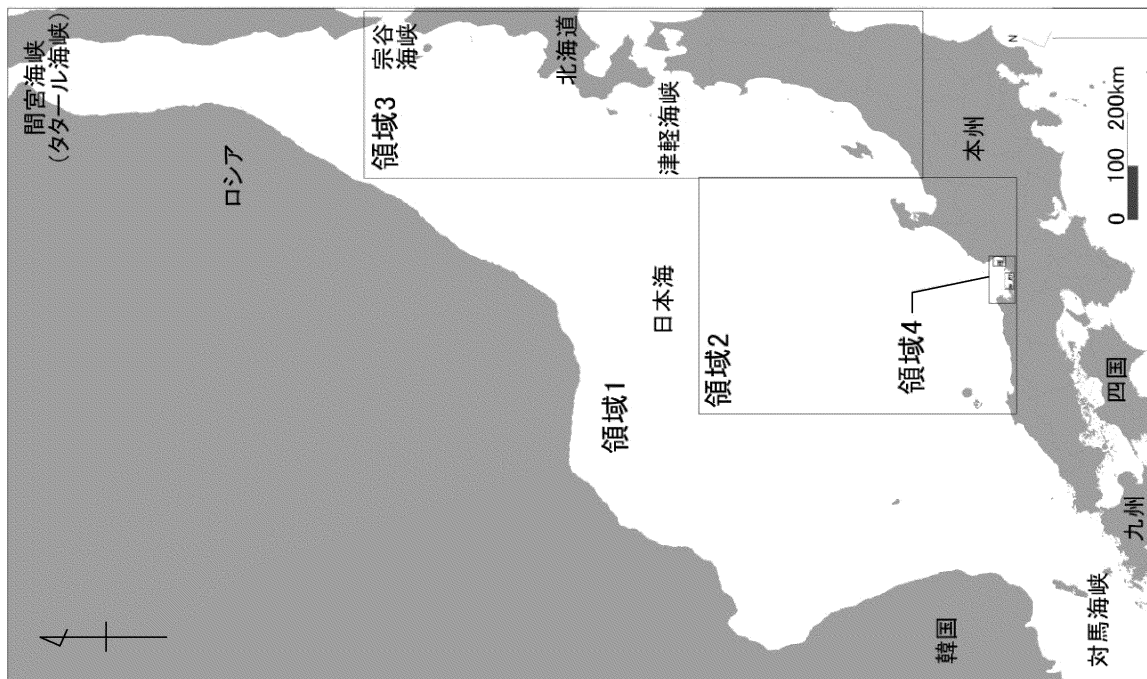 間宮海峡
(タタール海峡)
ロシア
宗谷
海峡
領域3
北海道
津軽海峡
日本海
領域1
領域2
領域4
本州
N
0 100 200km
四国
九州
韓国
対馬海峡